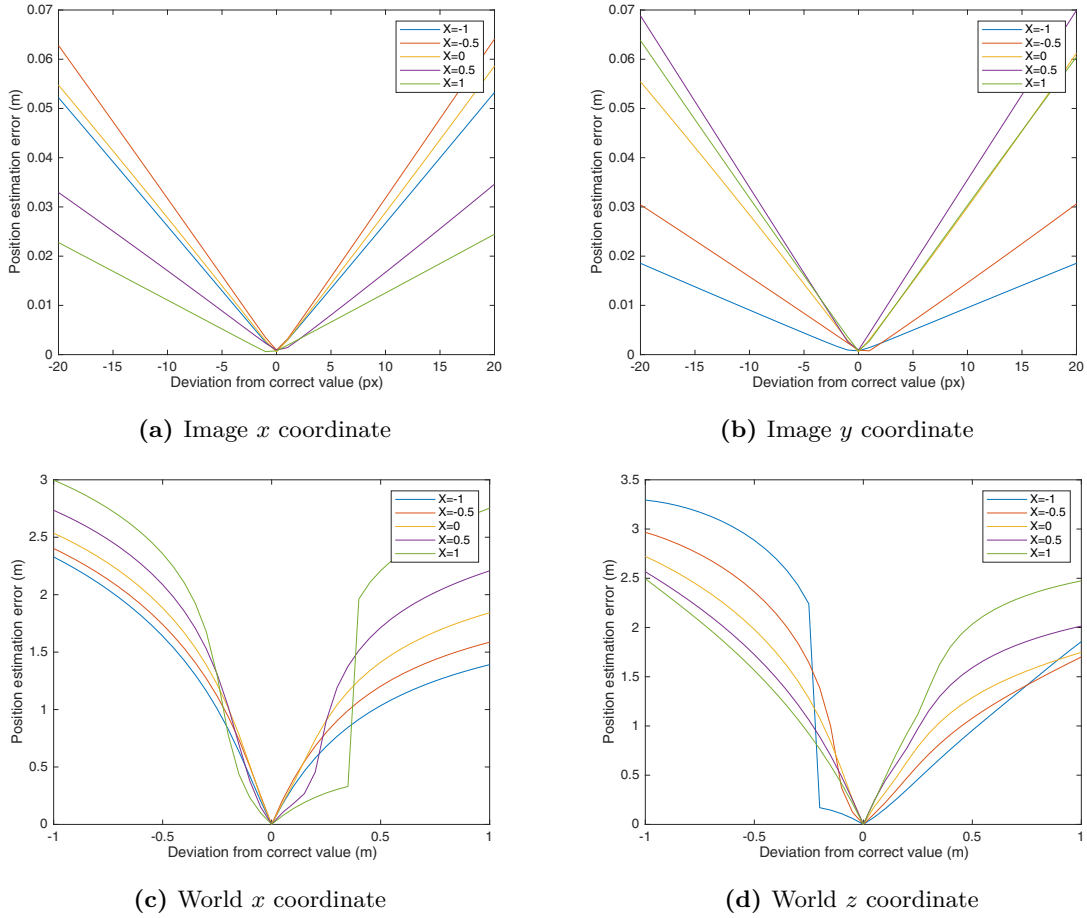 0.07
0.06
0.05
0.04
0.03
0.02
0.01
0
Position estimation error (m)
-20 -15 -10 -5 0 5 10 15 20
Deviation from correct value (px)
X=-1
X=-0.5
X=0
X=0.5
X=1
(a) Image x coordinate
0.07
0.06
0.05
0.04
0.03
0.02
0.01
0
Position estimation error (m)
-20 -15 -10 -5 0 5 10 15 20
Deviation from correct value (px)
X=-1
X=-0.5
X=0
X=0.5
X=1
(b) Image y coordinate
3
2.5
2
1.5
1
0.5
0
Position estimation error (m)
-1 -0.5 0 0.5 1
Deviation from correct value (m)
X=-1
X=-0.5
X=0
X=0.5
X=1
(c) World x coordinate
3.5
3
2.5
2
1.5
1
0.5
0
Position estimation error (m)
-1 -0.5 0 0.5 1
Deviation from correct value (m)
X=-1
X=-0.5
X=0
X=0.5
X=1
(d) World z coordinate